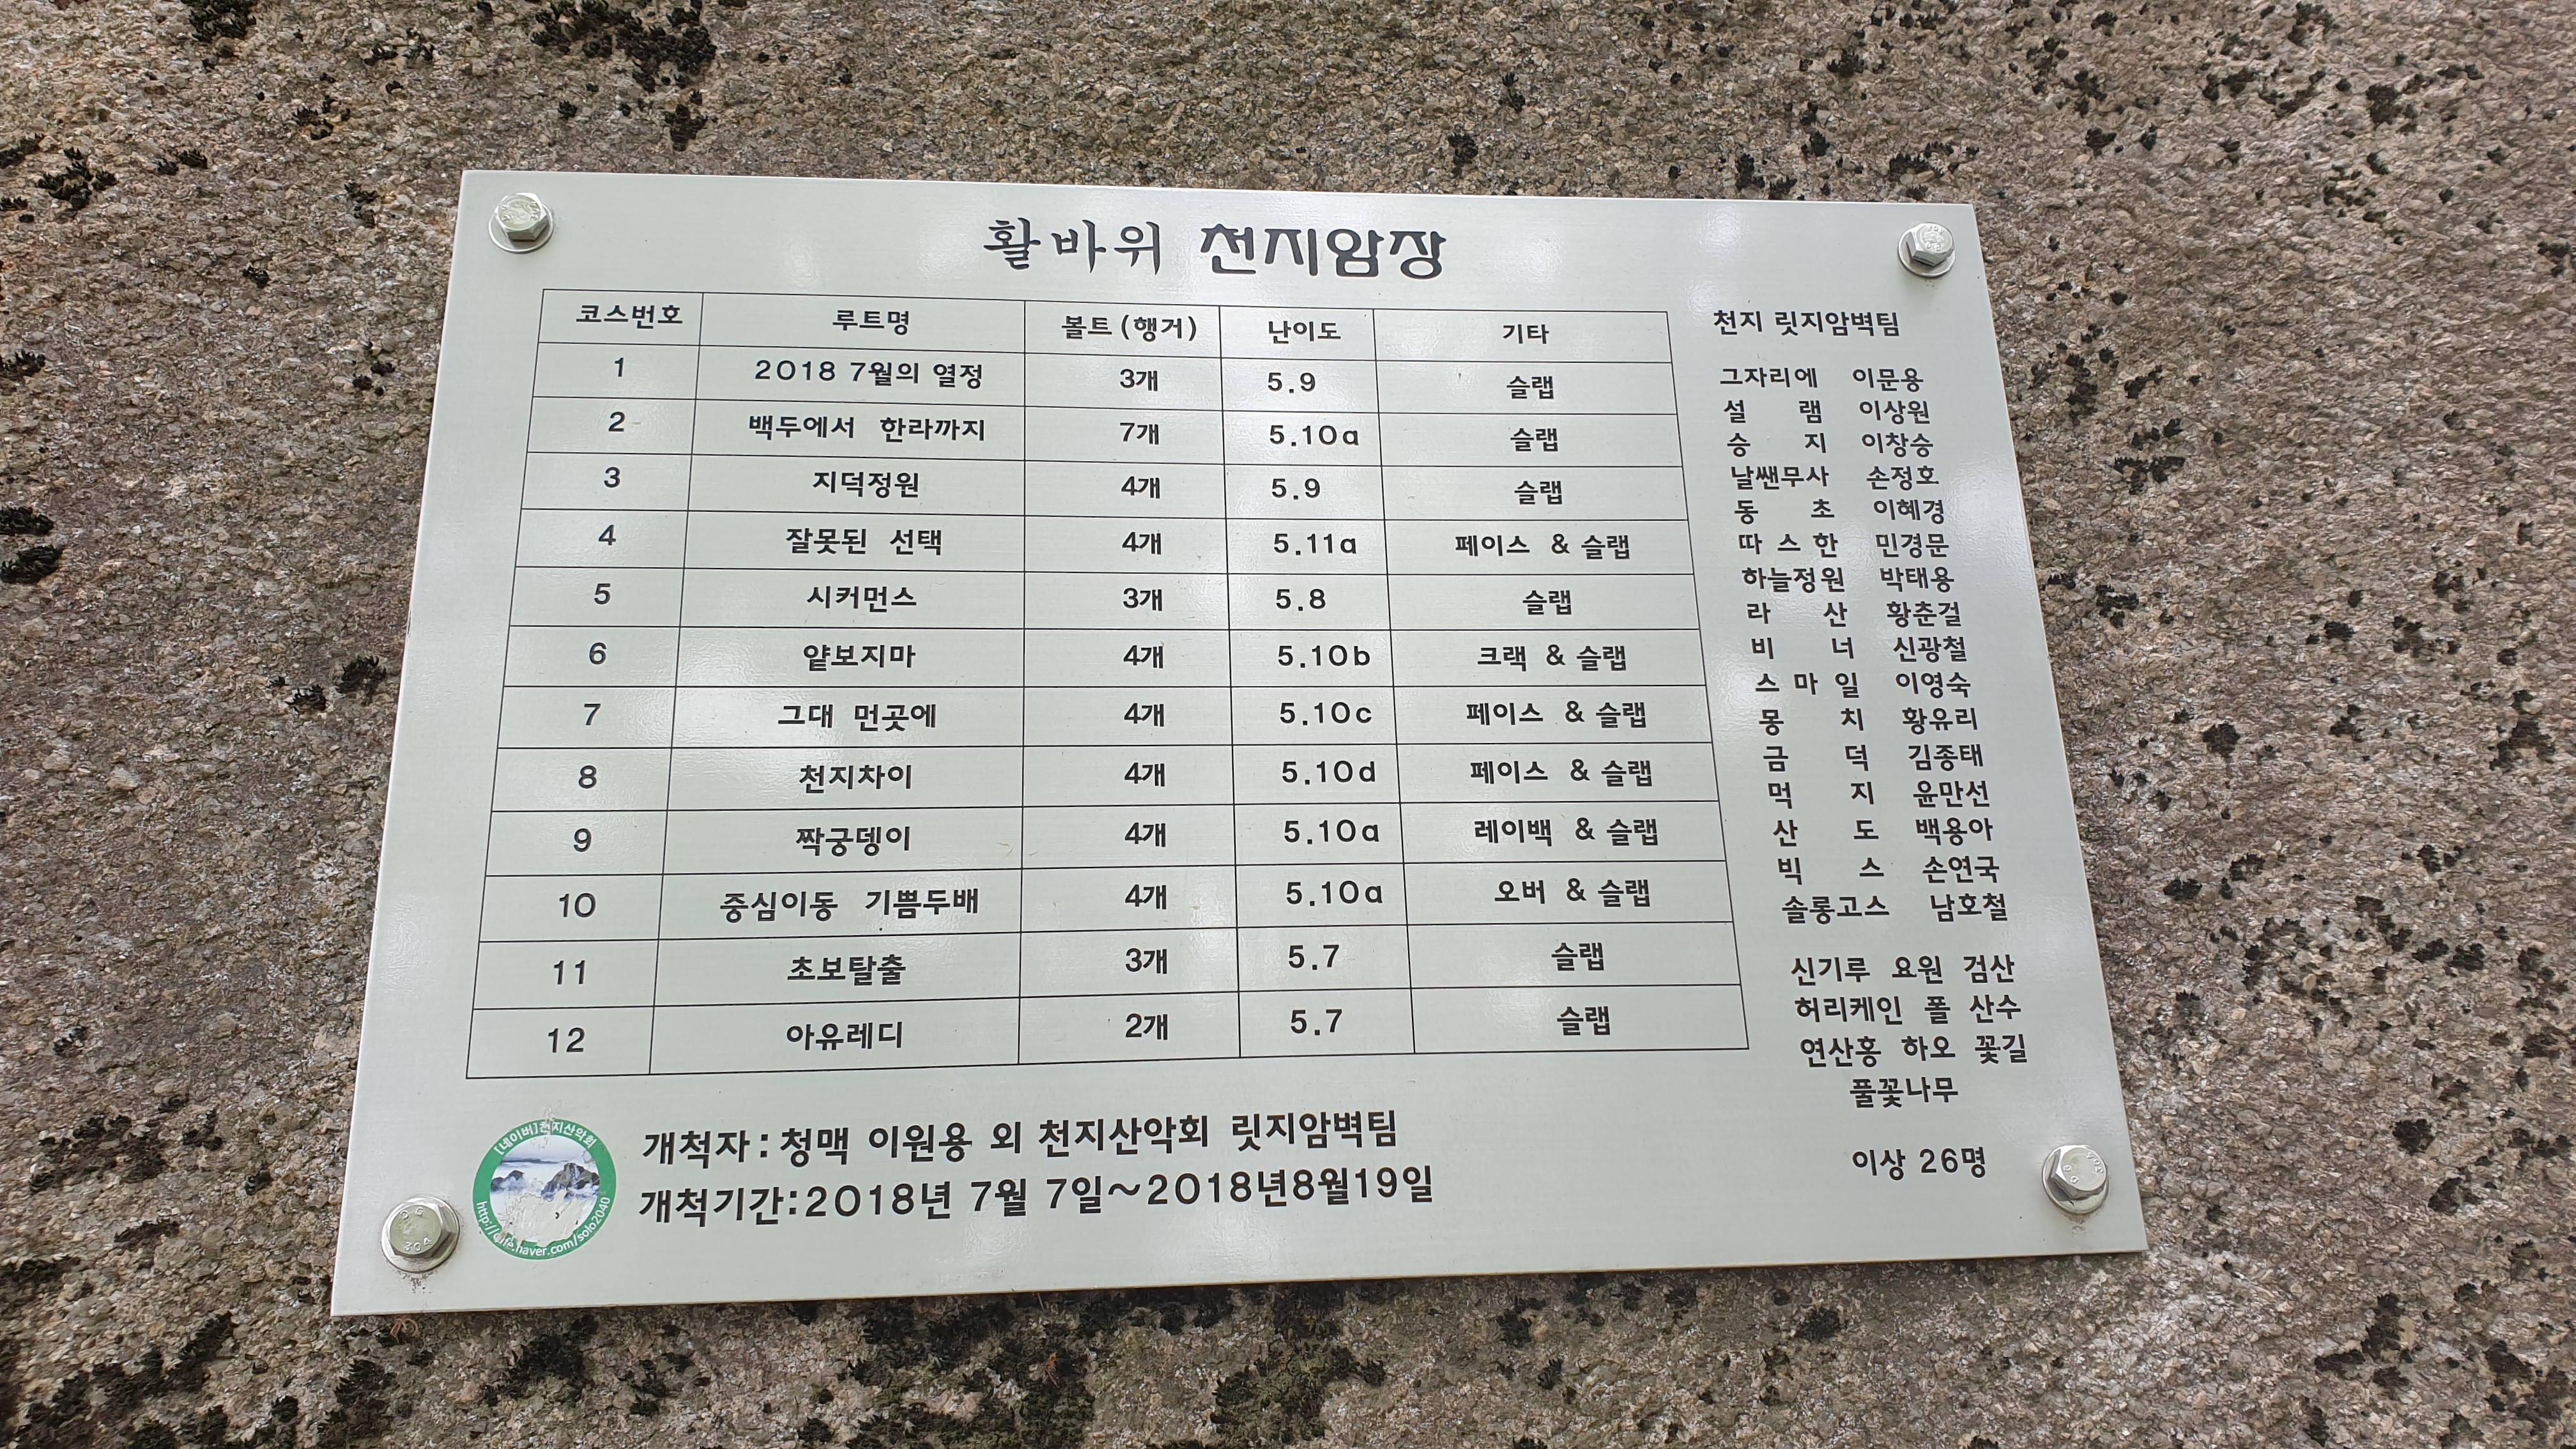 활바위 천지암장
코스번호 루트명 볼트(행거) 난이도 기타
1 2018 7월의 열정 3개 5.9 슬랩
2 백두에서 한라까지 7개 5.10a 슬랩
3 지덕정원 4개 5.9 슬랩
4 잘못된 선택 4개 5.11a 페이스 & 슬랩
5 시커먼스 3개 5.8 슬랩
6 얕보지마 4개 5.10b 크랙 & 슬랩
7 그대 먼곳에 4개 5.10c 페이스 & 슬랩
8 천지차이 4개 5.10d 페이스 & 슬랩
9 짝궁뎅이 4개 5.10a 레이백 & 슬랩
10 중심이동 기쁨두배 4개 5.10a 오버 & 슬랩
11 초보탈출 3개 5.7 슬랩
12 아유레디 2개 5.7 슬랩
천지 릿지암벽팀
그자리에 이문용
설 램 이상원
승 지 이창승
날쌘무사 손정호
동 초 이혜경
따 스 한 민경문
하늘정원 박태용
라 산 황춘걸
비 너 신광철
스 마 일 이영숙
몽 치 황유리
금 덕 김종태
먹 지 윤만선
산 도 백용아
빅 스 손연국
솔롱고스 남호철
신기루 요원 검산
허리케인 폴 산수
연산홍 하오 꽃길
풀꽃나무
이상 26명
개척자 : 청맥 이원용 외 천지산악회 릿지암벽팀
개척기간:2018년 7월 7일~2018년8월19일
[네이버]천지산악회
http://cafe.naver.com/solo2040